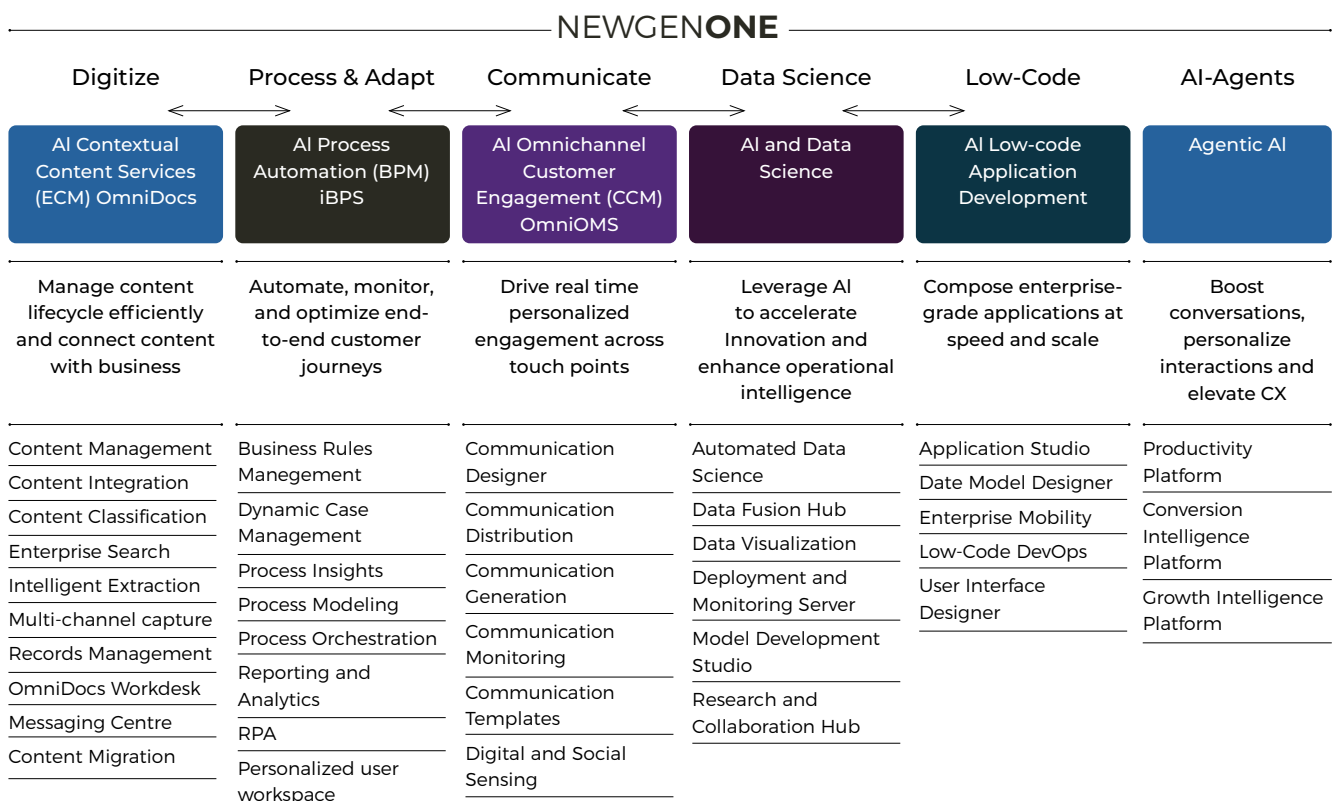 NEWGENONE
Digitize
Process & Adapt
Communicate
Data Science
Low-Code
AI-Agents
AI Contextual
Content Services
(ECM) OmniDocs
AI Process
Automation (BPM)
iBPS
AI Omnichannel
Customer
Engagement (CCM)
OmniOMS
AI and Data
Science
AI Low-code
Application
Development
Agentic AI
Manage content
lifecycle efficiently
and connect content
with business
Automate, monitor,
and optimize end-
to-end customer
journeys
Drive real time
personalized
engagement across
touch points
Leverage AI
to accelerate
Innovation and
enhance operational
intelligence
Compose enterprise-
grade applications at
speed and scale
Boost
conversations,
personalize
interactions and
elevate CX
Content Management
Content Integration
Content Classification
Enterprise Search
Intelligent Extraction
Multi-channel capture
Records Management
OmniDocs Workdesk
Messaging Centre
Content Migration
Business Rules
Manegement
Dynamic Case
Management
Process Insights
Process Modeling
Process Orchestration
Reporting and
Analytics
RPA
Personalized user
workspace
Communication
Designer
Communication
Distribution
Communication
Generation
Communication
Monitoring
Communication
Templates
Digital and Social
Sensing
Automated Data
Science
Data Fusion Hub
Data Visualization
Deployment and
Monitoring Server
Model Development
Studio
Research and
Collaboration Hub
Application Studio
Date Model Designer
Enterprise Mobility
Low-Code DevOps
User Interface
Designer
Productivity
Platform
Conversion
Intelligence
Platform
Growth Intelligence
Platform